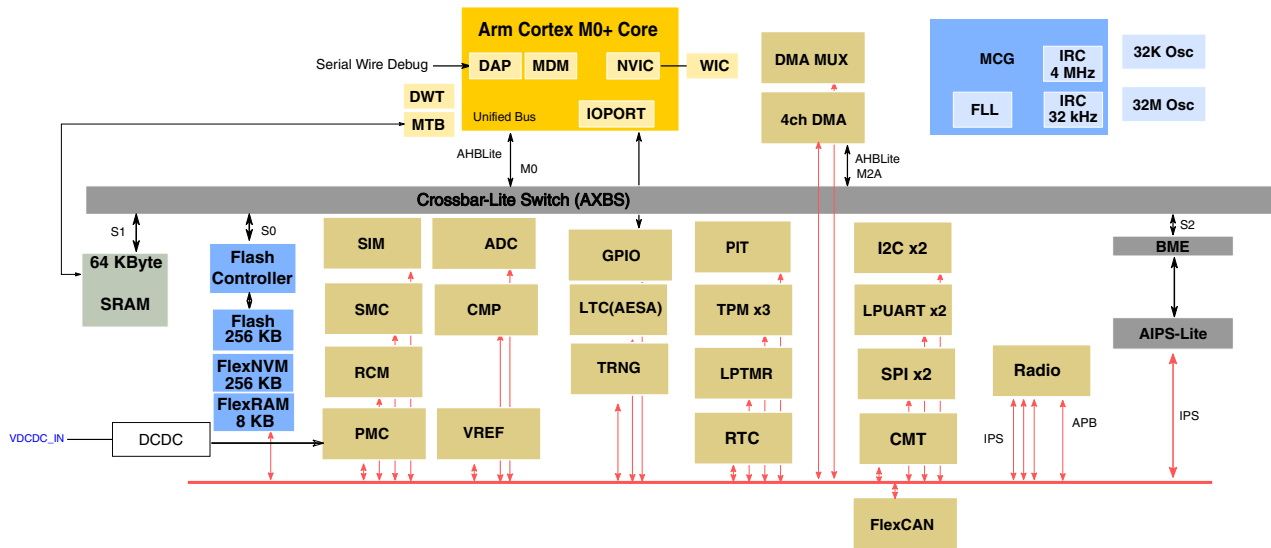 Arm Cortex M0+ Core
Serial Wire Debug
DAP
MDM
NVIC
WIC
DWT
MTB
Unified Bus
IOPORT
DMA MUX
4ch DMA
MCG
IRC
4 MHz
FLL
IRC
32 kHz
32K Osc
32M Osc
AHBLite
M0
AHBLite
M2A
Crossbar-Lite Switch (AXBS)
S1
S0
S2
64 KByte
SRAM
Flash
Controller
Flash
256 KB
FlexNVM
256 KB
FlexRAM
8 KB
SIM
SMC
RCM
PMC
ADC
CMP
VREF
GPIO
LTC(AESA)
TRNG
PIT
TPM x3
LPTMR
RTC
I2C x2
LPUART x2
SPI x2
CMT
Radio
IPS
APB
BME
AIPS-Lite
IPS
VDCDC_IN
DCDC
FlexCAN